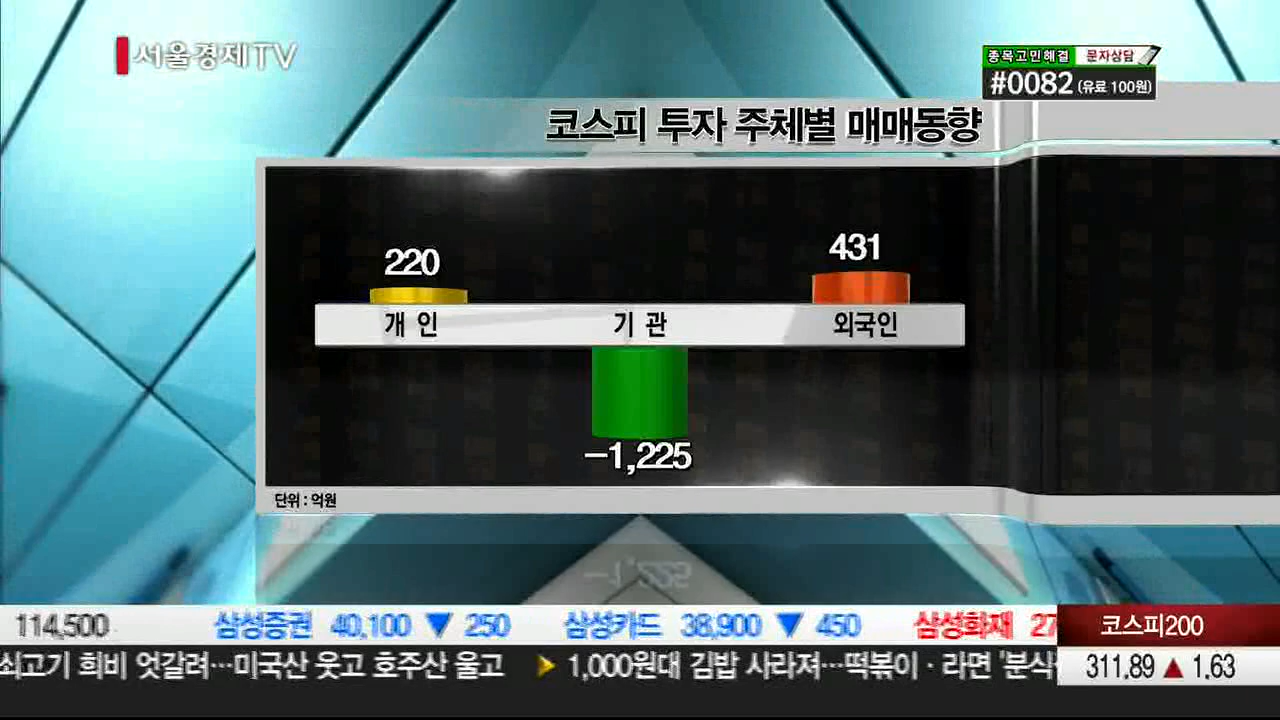 서울경제TV
종목고민해결 문자상담
#0082 (유료 100원)
코스피 투자 주체별 매매동향
220
431
개 인
기 관
외국인
-1,225
단위 : 억원
114,500 삼성증권 40,100 ▼ 250 삼성카드 38,900 ▼ 450 삼성화재 27
코스피200
쇠고기 희비 엇갈려…미국산 웃고 호주산 울고 ▶ 1,000원대 김밥 사라져…떡볶이·라면 '분식
311.89 ▲ 1.63